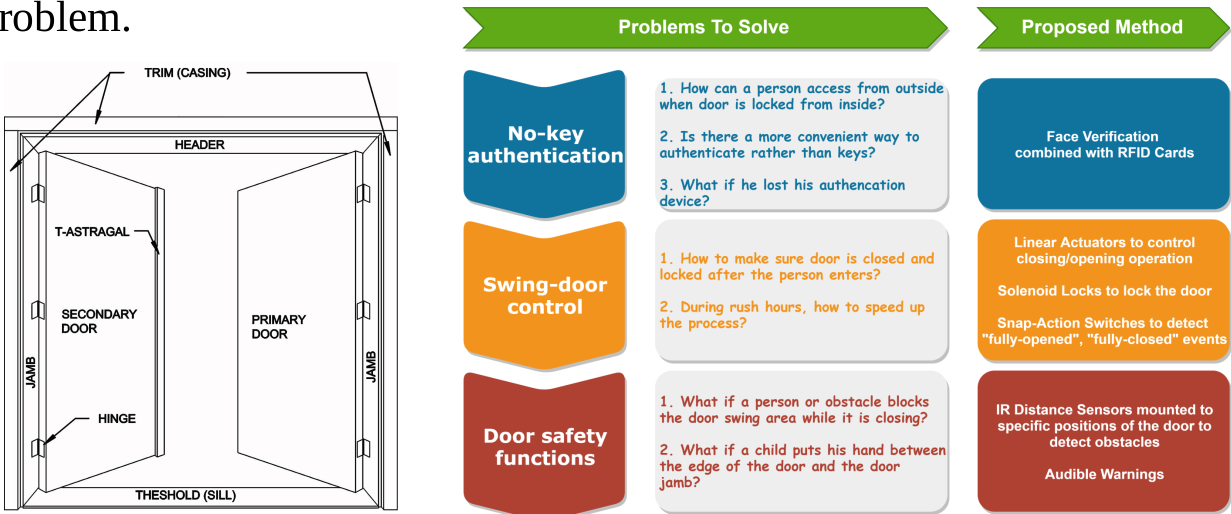 roblem.
TRIM (CASING)
HEADER
T-ASTRAGAL
SECONDARY
DOOR
PRIMARY
DOOR
JAMB
JAMB
HINGE
THESHOLD (SILL)
Problems To Solve
Proposed Method
No-key
authentication
1. How can a person access from outside
when door is locked from inside?
2. Is there a more convenient way to
authenticate rather than keys?
3. What if he lost his authencation
device?
Face Verification
combined with RFID Cards
Swing-door
control
1. How to make sure door is closed and
locked after the person enters?
2. During rush hours, how to speed up
the process?
Linear Actuators to control
closing/opening operation
Solenoid Locks to lock the door
Snap-Action Switches to detect
"fully-opened", "fully-closed" events
Door safety
functions
1. What if a person or obstacle blocks
the door swing area while it is closing?
2. What if a child puts his hand between
the edge of the door and the door
jamb?
IR Distance Sensors mounted to
specific positions of the door to
detect obstacles
Audible Warnings